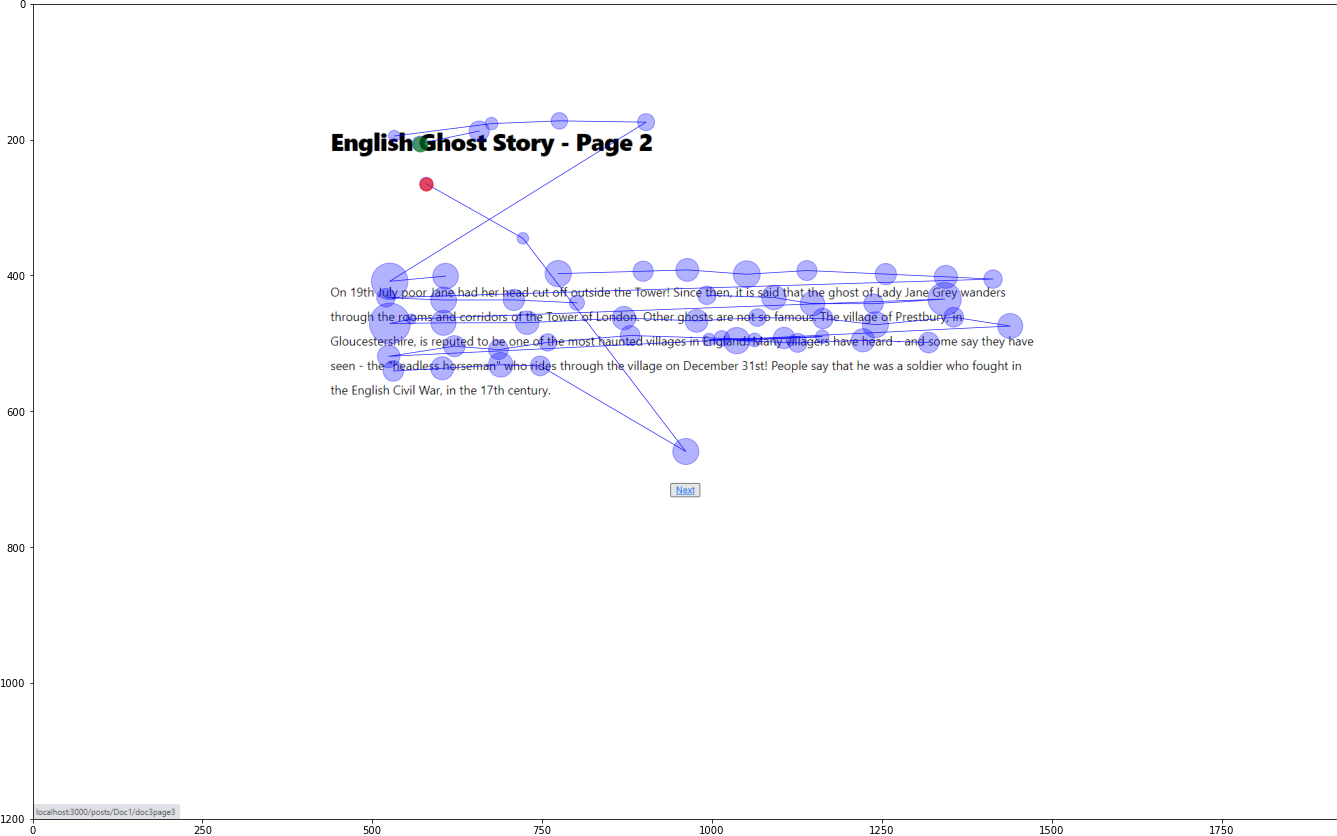 0
200
English Ghost Story - Page 2
400
On 19th July poor Jane had her head cut off outside the Tower! Since then, it is said that the ghost of Lady Jane Grey wanders
through the rooms and corridors of the Tower of London. Other ghosts are not so famous. The village of Prestbury, in
Gloucestershire, is reputed to be one of the most haunted villages in England. Many villagers have heard - and some say they have
seen - the "headless horseman" who rides through the village on December 31st! People say that he was a soldier who fought in
the English Civil War, in the 17th century.
600
Next
800
1000
localhost:3000/posts/Doc1/doc3page3
1200
0 250 500 750 1000 1250 1500 1750